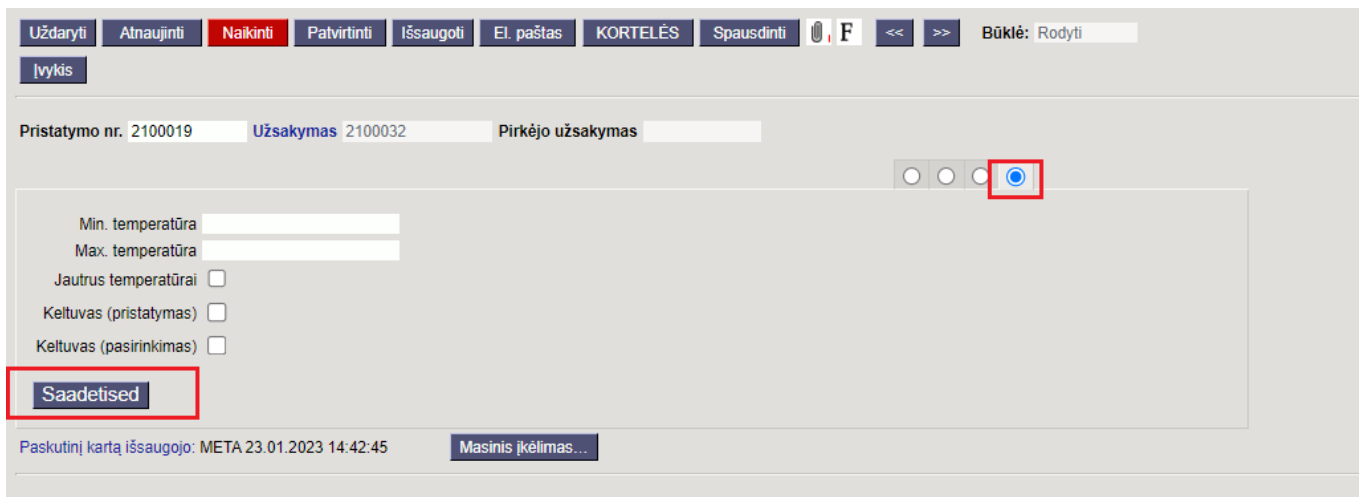 Uždaryti Atnaujinti Naikinti Patvirtinti Išsaugoti El. paštas KORTELĖS Spausdinti F << >> Būklė: Rodyti
Įvykis
Pristatymo nr. 2100019 Užsakymas 2100032 Pirkėjo užsakymas
Min. temperatūra
Max. temperatūra
Jautrus temperatūrai
Keltuvas (pristatymas)
Keltuvas (pasirinkimas)
Saadetised
Paskutinį kartą išsaugojo: META 23.01.2023 14:42:45 Masinis įkėlimas...